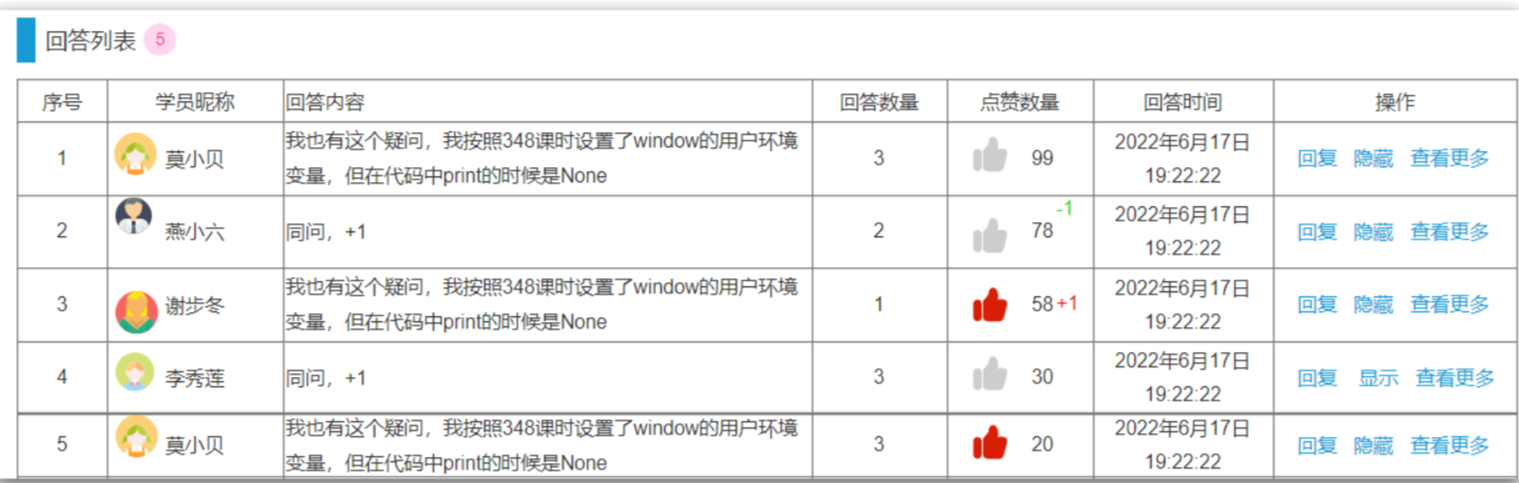 回答列表 5
序号 学员昵称 回答内容 回答数量 点赞数量 回答时间 操作
我也有这个疑问，我按照348课时设置了window的用户环境 2022年6月17日
1 莫小贝 3 99 回复 隐藏 查看更多
变量，但在代码中print的时候是None 19:22:22
-1
2022年6月17日
2 燕小六 同问，+1 2 78 回复 隐藏 查看更多
19:22:22
我也有这个疑问，我按照348课时设置了window的用户环境 2022年6月17日
3 谢步冬 1 58 +1 回复 隐藏 查看更多
变量，但在代码中print的时候是None 19:22:22
2022年6月17日
4 李秀莲 同问，+1 3 30 回复 显示 查看更多
19:22:22
我也有这个疑问，我按照348课时设置了window的用户环境 2022年6月17日
5 莫小贝 3 20 回复 隐藏 查看更多
变量，但在代码中print的时候是None 19:22:22